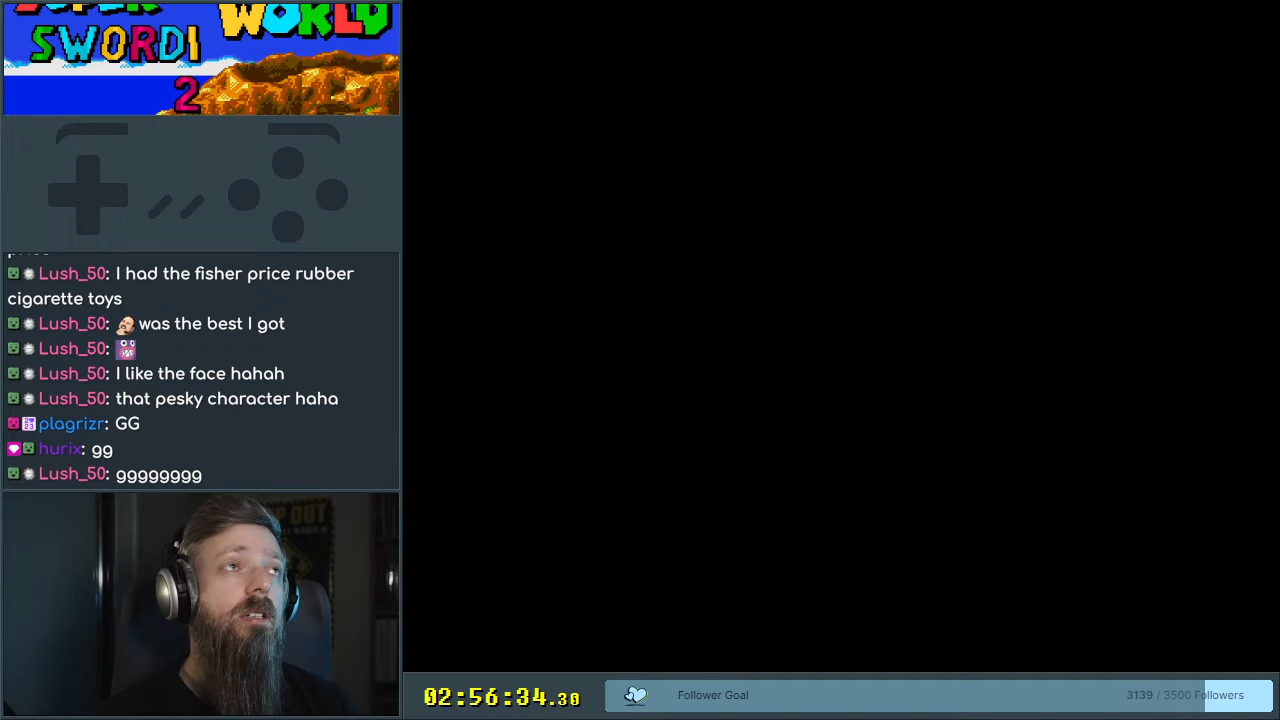 WORLD
SWORDI
2
Lush_50: I had the fisher price rubber
cigarette toys
Lush_50: was the best I got
Lush_50:
Lush_50: I like the face hahah
Lush_50: that pesky character haha
plagrizr: GG
hurix: gg
Lush_50: gggggggg
02:56:34.30
Follower Goal
3139 / 3500 Followers